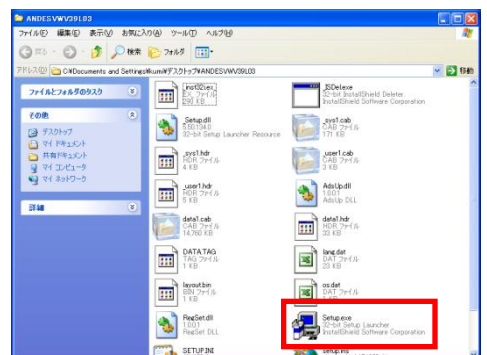 ANDESVWV39L03
ファイル(F) 編集(E) 表示(V) お気に入り(A) ツール(T) ヘルプ(H)
戻る 検索 フォルダ
アドレス(D) C:¥Documents and Settings¥kumi¥デスクトップ¥ANDESVWV39L03 移動
ファイルとフォルダのタスク
その他
デスクトップ
マイ ドキュメント
共有ドキュメント
マイ コンピュータ
マイ ネットワーク
詳細
_inst32i.ex_
EX_ ファイル
290 KB
_ISDel.exe
32-bit InstallShield Deleter
InstallShield Software Corporation
_Setup.dll
5.50.134.0
32-bit Setup Launcher Resource
_sys1.cab
CAB ファイル
171 KB
_sys1.hdr
HDR ファイル
4 KB
_user1.cab
CAB ファイル
3 KB
_user1.hdr
HDR ファイル
5 KB
AdsUp.dll
1.0.0.1
AdsUp DLL
data1.cab
CAB ファイル
14,760 KB
data1.hdr
HDR ファイル
33 KB
DATA.TAG
TAG ファイル
1 KB
lang.dat
DAT ファイル
23 KB
layout.bin
BIN ファイル
1 KB
os.dat
DAT ファイル
RegSet.dll
1.0.0.1
RegSet DLL
Setup.exe
32-bit Setup Launcher
InstallShield Software Corporation
SETUP.INI
setup.ins